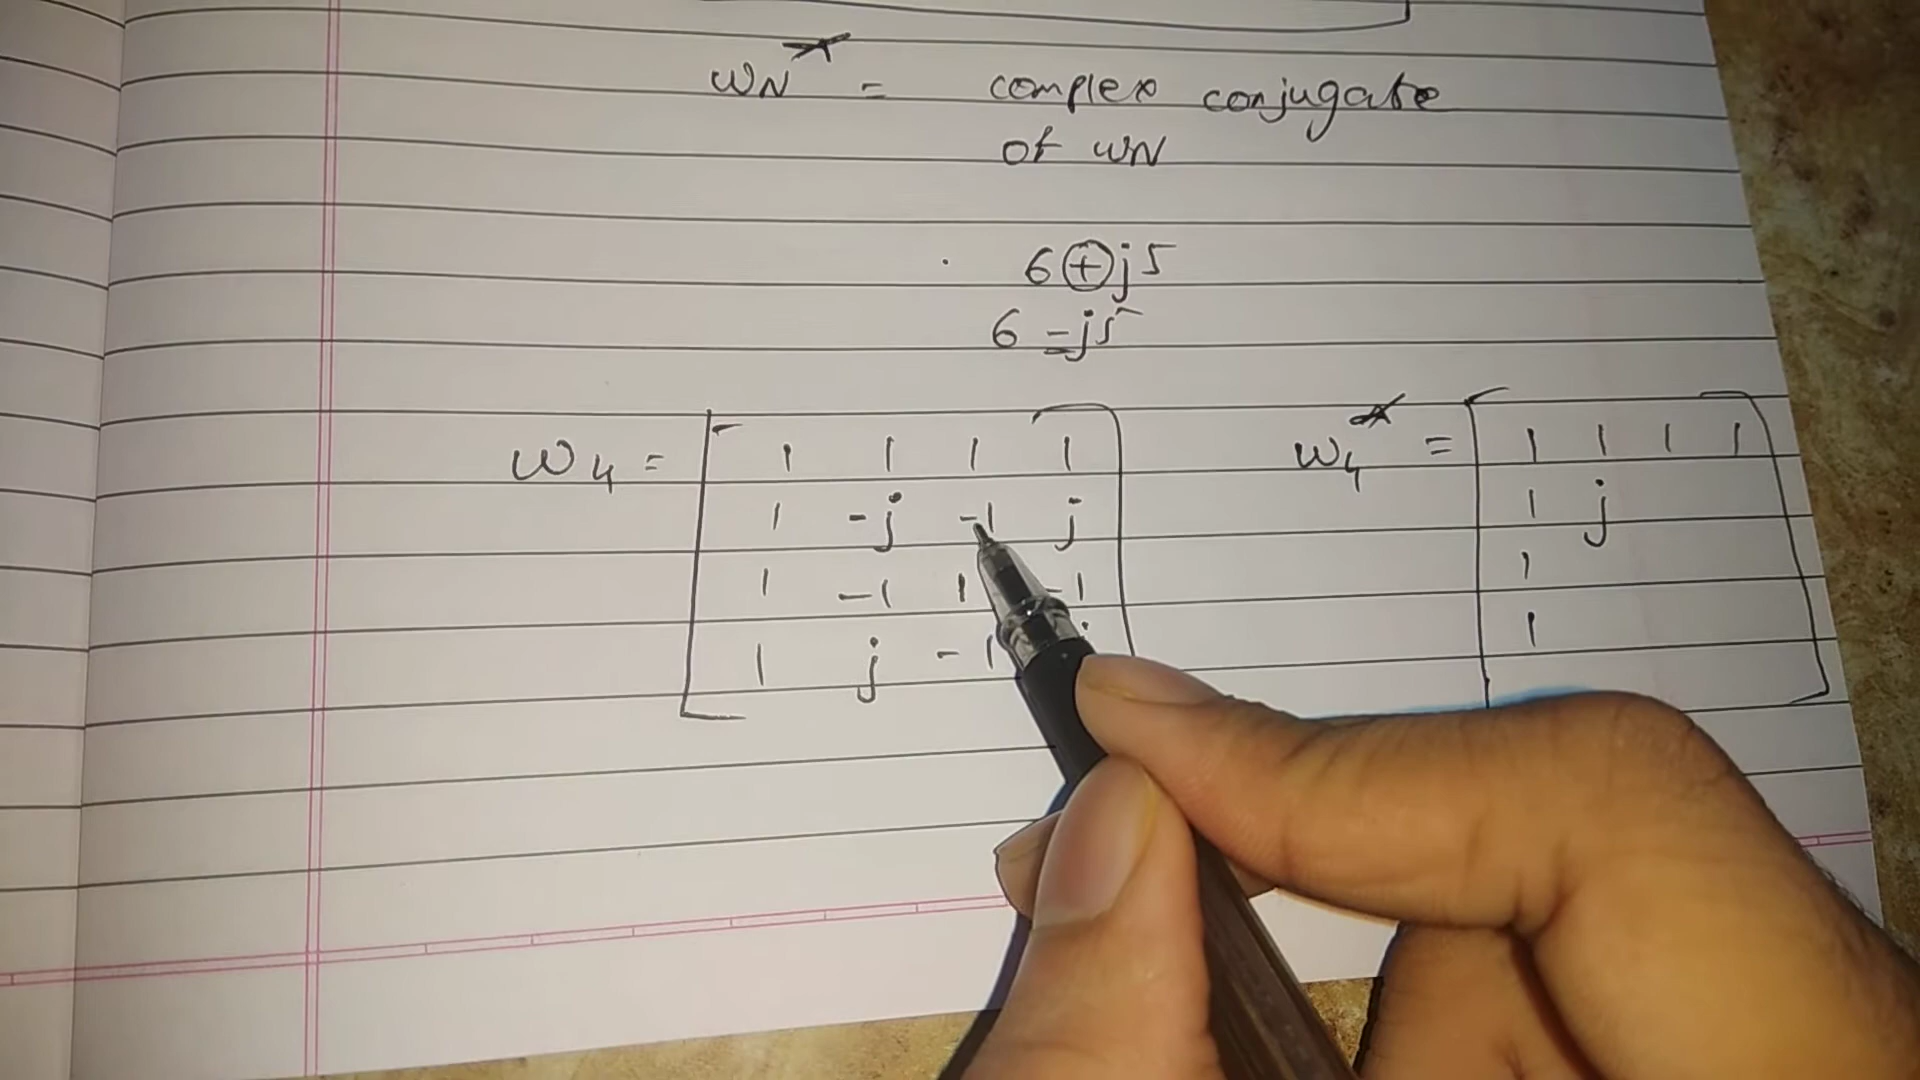 WN* = complex conjugate
of WN
6 + j5
6 - j5
W4 = [ 1 1 1 1
1 -j -1 j
1 -1 1 -1
1 j -1
W4* = [ 1 1 1 1 ]
1 j
1
1